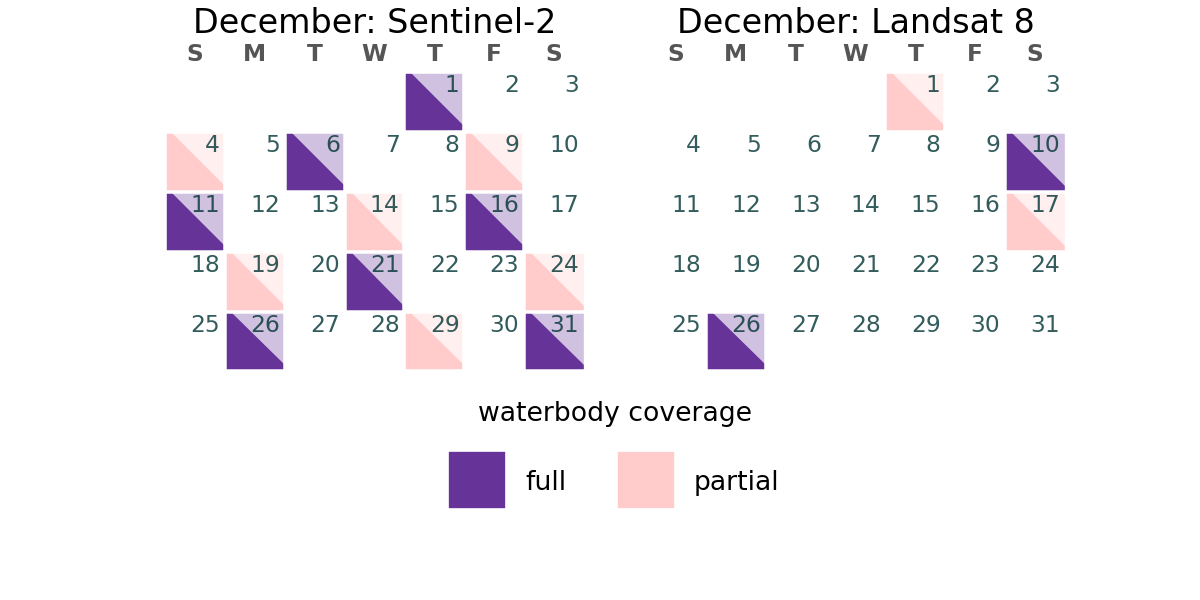 December: Sentinel-2
S M T W T F S
1 2 3
4 5 6 7 8 9 10
11 12 13 14 15 16 17
18 19 20 21 22 23 24
25 26 27 28 29 30 31
December: Landsat 8
S M T W T F S
1 2 3
4 5 6 7 8 9 10
11 12 13 14 15 16 17
18 19 20 21 22 23 24
25 26 27 28 29 30 31
waterbody coverage
full partial